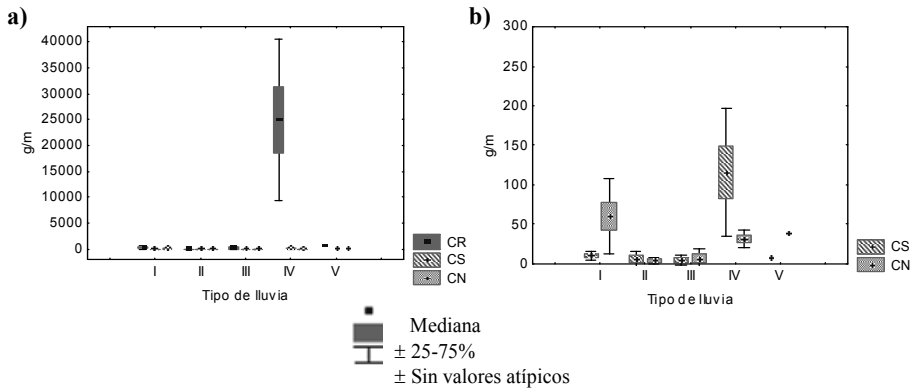 a)
40000
35000
30000
25000
20000
15000
10000
5000
0
g/m
I II III IV V
Tipo de lluvia
CR
CS
CN
b)
300
250
200
150
100
50
0
g/m
I II III IV V
Tipo de lluvia
CS
CN
Mediana
± 25-75%
± Sin valores atípicos